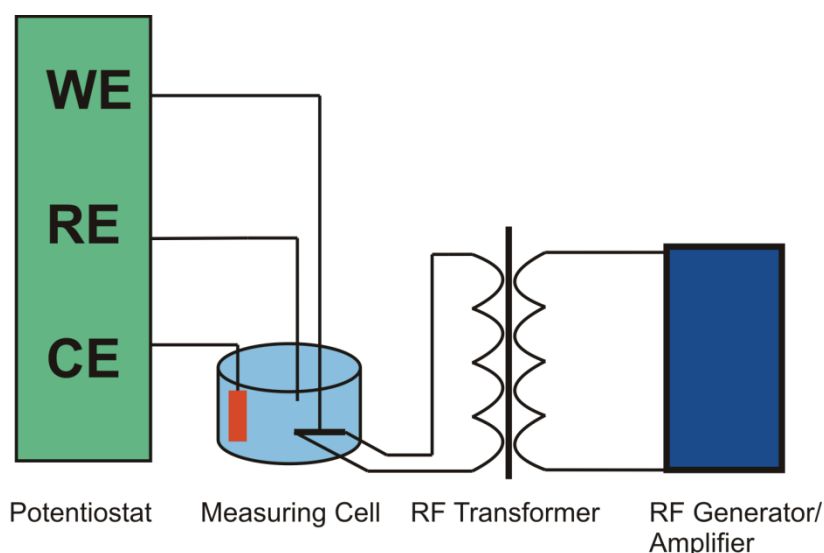 WE
RE
CE
Potentiostat
Measuring Cell
RF Transformer
RF Generator/
Amplifier